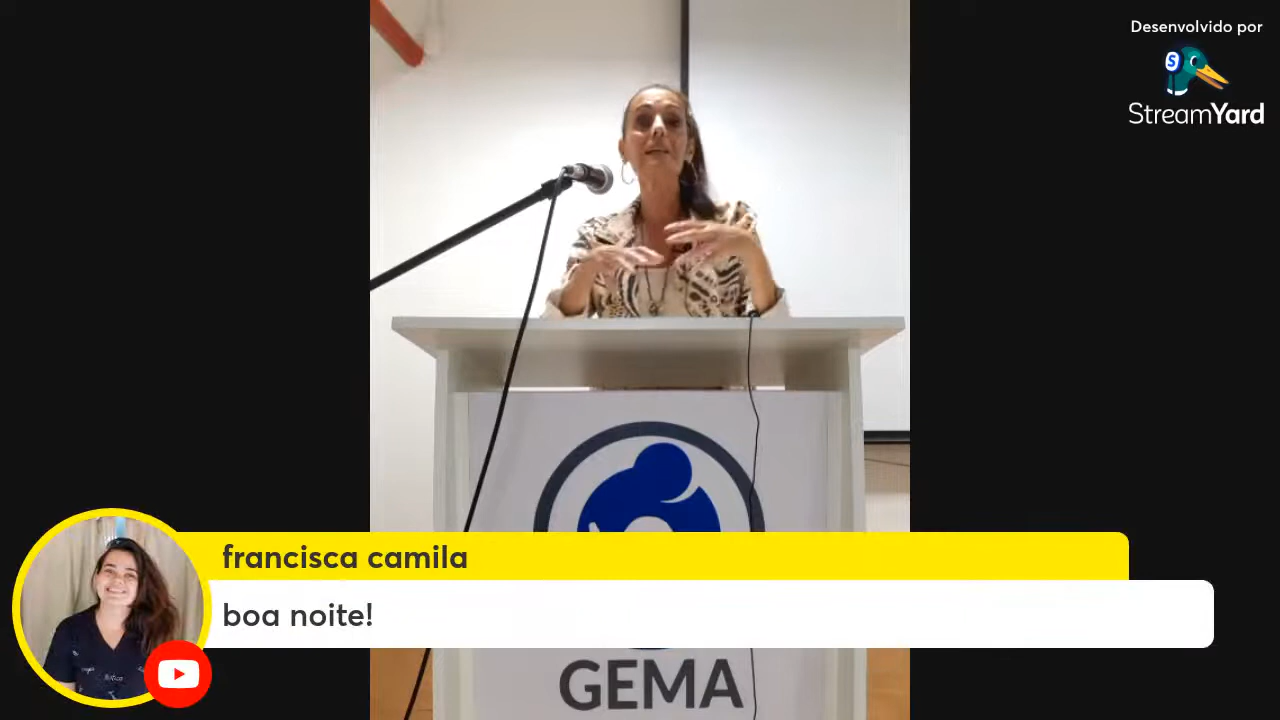 Desenvolvido por
StreamYard
francisca camila
boa noite!
GEMA